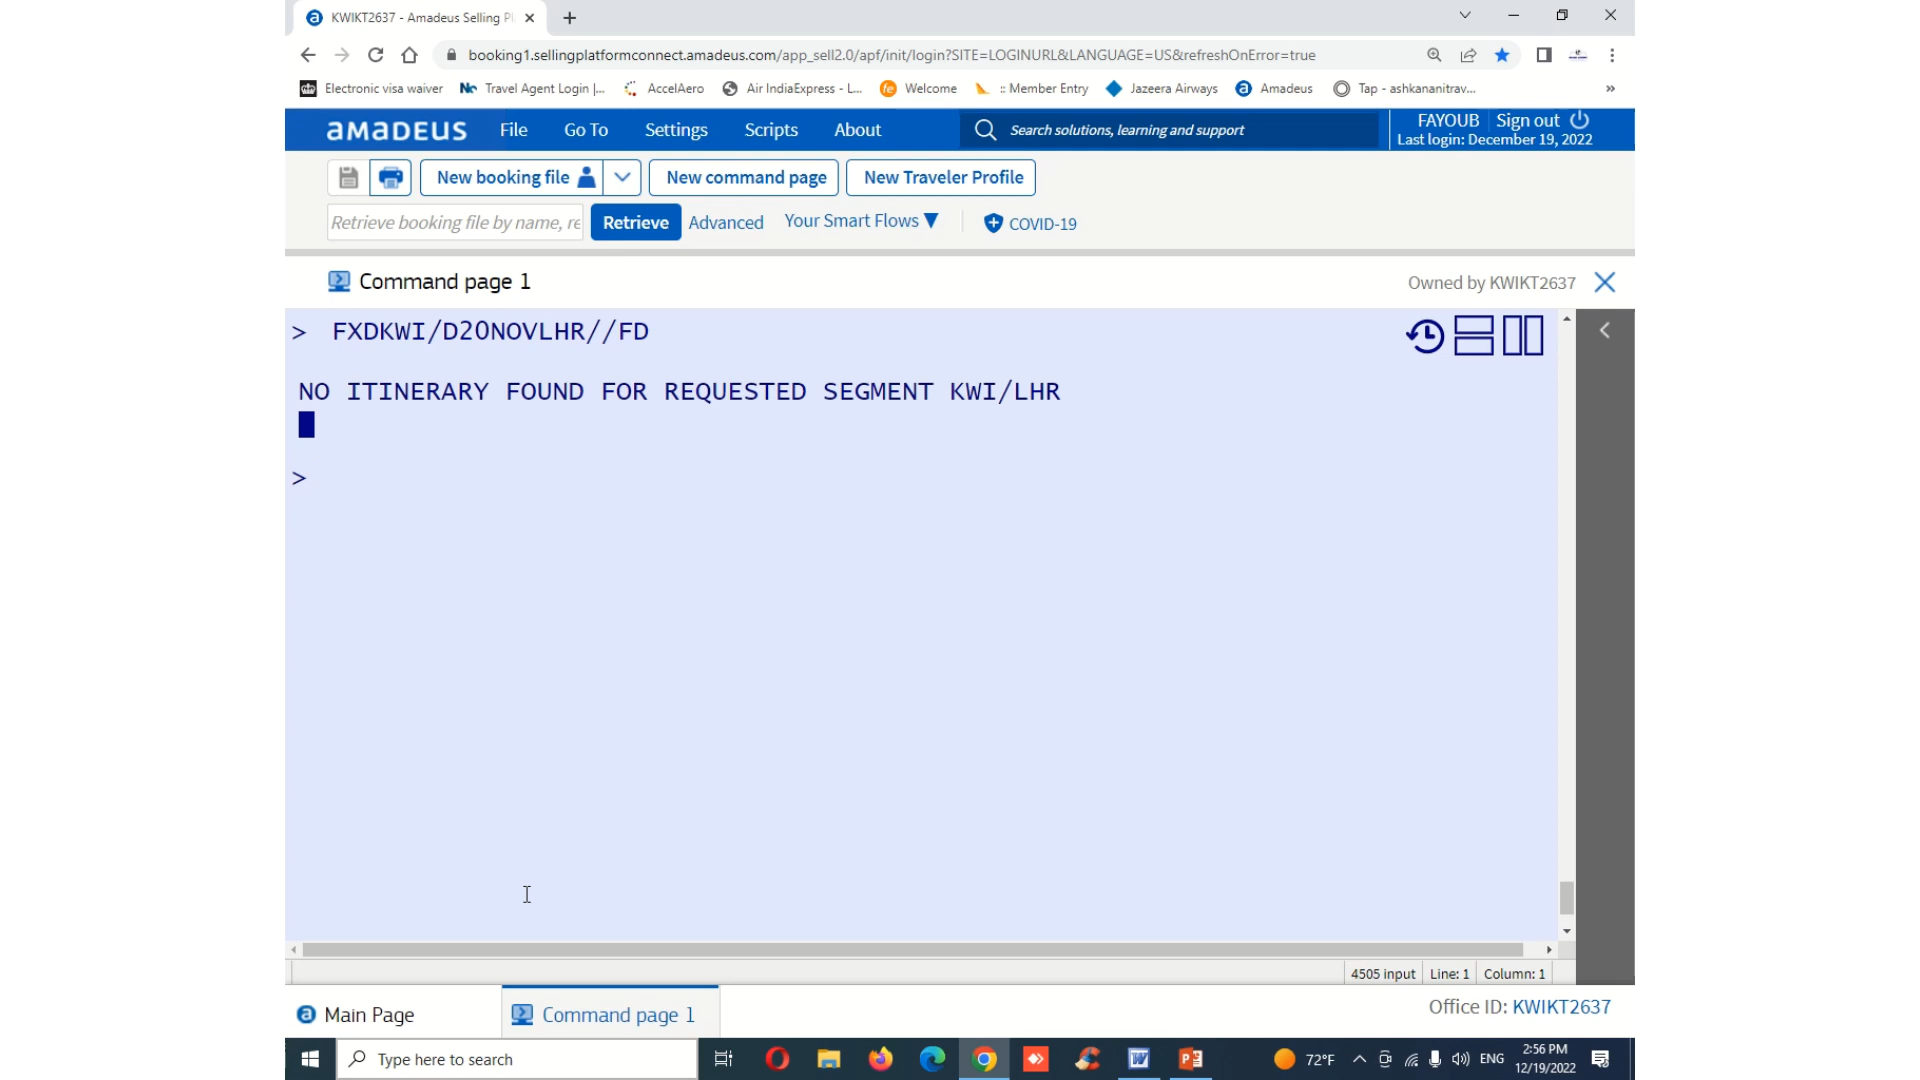 KWIKT2637 - Amadeus Selling Pl
booking1.sellingplatformconnect.amadeus.com/app_sell2.0/apf/init/login?SITE=LOGINURL&LANGUAGE=US&refreshOnError=true
Electronic visa waiver Travel Agent Login |... AccelAero Air IndiaExpress - L... Welcome :: Member Entry Jazeera Airways Amadeus Tap - ashkananitrav... »
aMaDEUS File Go To Settings Scripts About Search solutions, learning and support FAYOUB Sign out
Last login: December 19, 2022
New booking file New command page New Traveler Profile
Retrieve booking file by name, re Retrieve Advanced Your Smart Flows COVID-19
Command page 1 Owned by KWIKT2637
> FXDKWI/D20NOVLHR//FD
NO ITINERARY FOUND FOR REQUESTED SEGMENT KWI/LHR
>
4505 input Line: 1 Column: 1
Main Page Command page 1 Office ID: KWIKT2637
Type here to search 72°F ENG 2:56 PM
12/19/2022